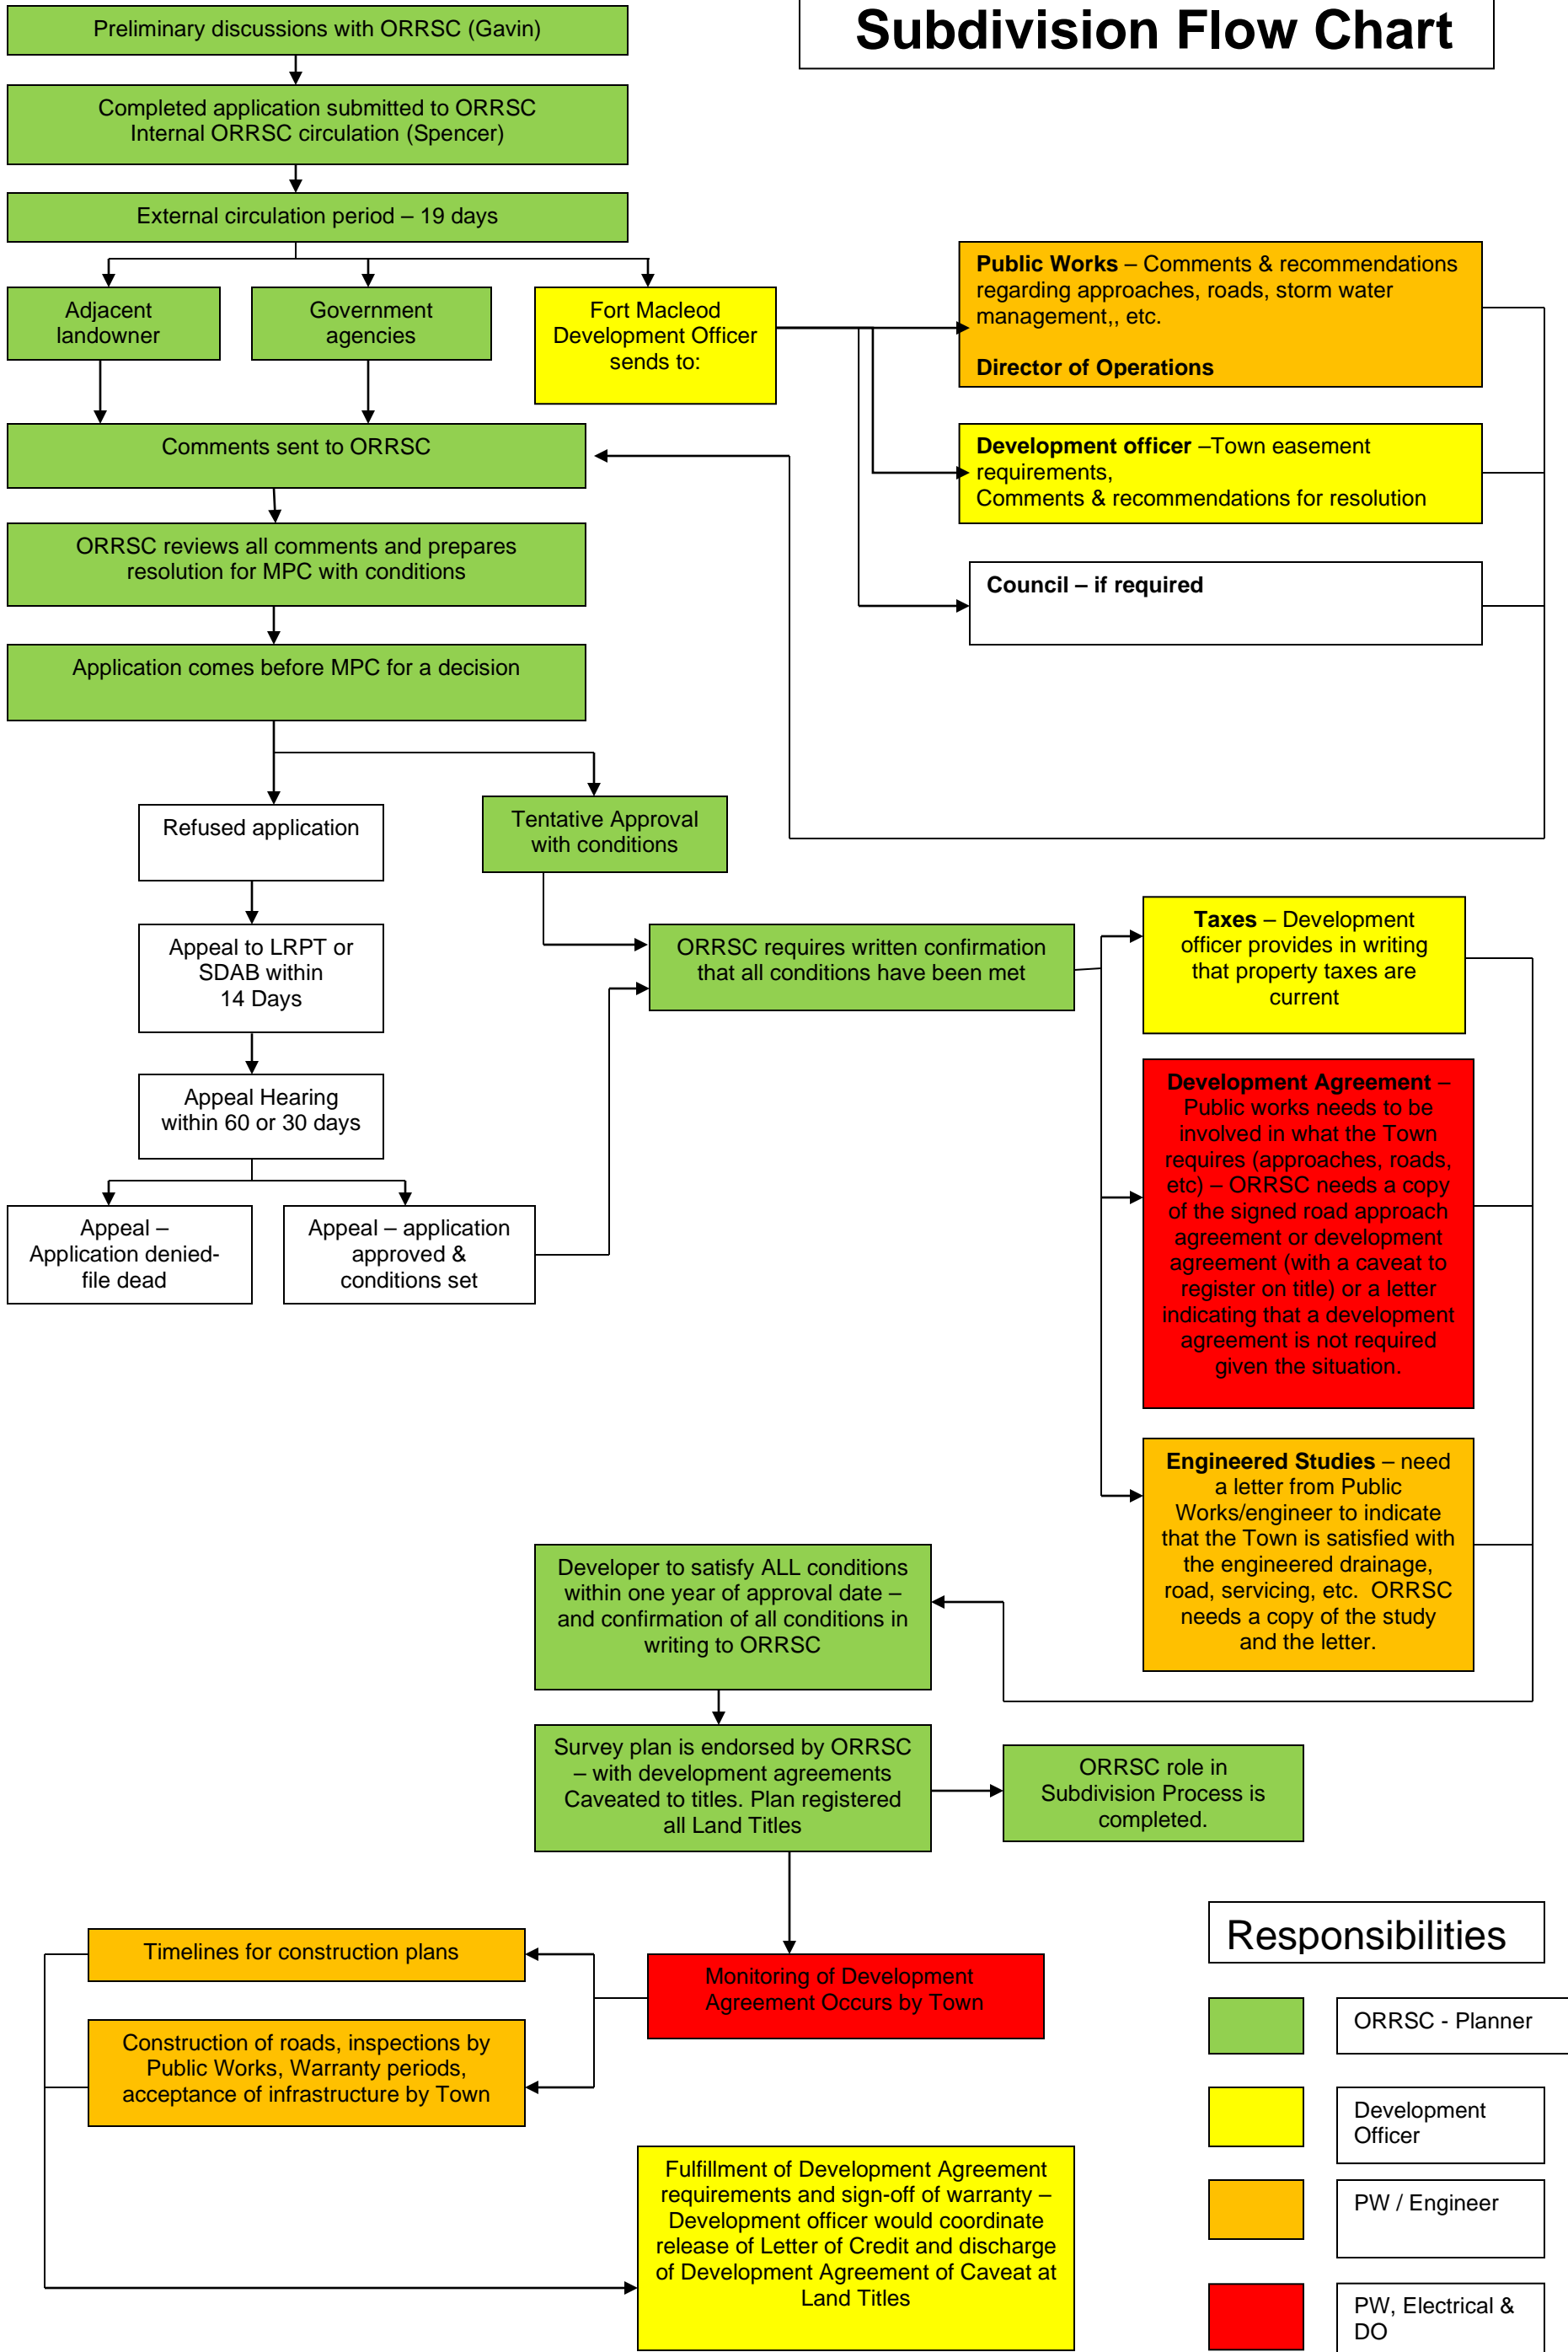 Subdivision Flow Chart
Preliminary discussions with ORRSC (Gavin)
Completed application submitted to ORRSC
Internal ORRSC circulation (Spencer)
External circulation period – 19 days
Adjacent
landowner
Government
agencies
Fort Macleod
Development Officer
sends to:
Public Works – Comments & recommendations
regarding approaches, roads, storm water
management,, etc.
Director of Operations
Development officer –Town easement
requirements,
Comments & recommendations for resolution
Council – if required
Comments sent to ORRSC
ORRSC reviews all comments and prepares
resolution for MPC with conditions
Application comes before MPC for a decision
Refused application
Tentative Approval
with conditions
Appeal to LRPT or
SDAB within
14 Days
Appeal Hearing
within 60 or 30 days
Appeal –
Application denied-
file dead
Appeal – application
approved &
conditions set
ORRSC requires written confirmation
that all conditions have been met
Taxes – Development
officer provides in writing
that property taxes are
current
Development Agreement –
Public works needs to be
involved in what the Town
requires (approaches, roads,
etc) – ORRSC needs a copy
of the signed road approach
agreement or development
agreement (with a caveat to
register on title) or a letter
indicating that a development
agreement is not required
given the situation.
Engineered Studies – need
a letter from Public
Works/engineer to indicate
that the Town is satisfied with
the engineered drainage,
road, servicing, etc. ORRSC
needs a copy of the study
and the letter.
Developer to satisfy ALL conditions
within one year of approval date –
and confirmation of all conditions in
writing to ORRSC
Survey plan is endorsed by ORRSC
– with development agreements
Caveated to titles. Plan registered
all Land Titles
ORRSC role in
Subdivision Process is
completed.
Monitoring of Development
Agreement Occurs by Town
Timelines for construction plans
Construction of roads, inspections by
Public Works, Warranty periods,
acceptance of infrastructure by Town
Fulfillment of Development Agreement
requirements and sign-off of warranty –
Development officer would coordinate
release of Letter of Credit and discharge
of Development Agreement of Caveat at
Land Titles
Responsibilities
ORRSC - Planner
Development
Officer
PW / Engineer
PW, Electrical &
DO